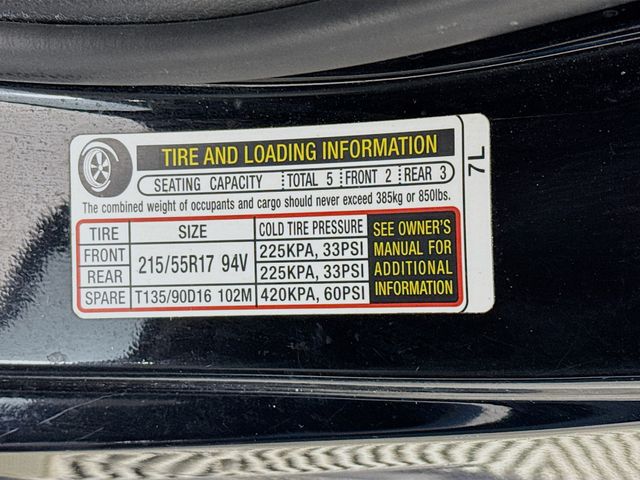 TIRE AND LOADING INFORMATION
SEATING CAPACITY TOTAL 5 FRONT 2 REAR 3
The combined weight of occupants and cargo should never exceed 385kg or 850lbs.
TIRE SIZE COLD TIRE PRESSURE
FRONT 215/55R17 94V 225KPA, 33PSI
REAR 225KPA, 33PSI
SPARE T135/90D16 102M 420KPA, 60PSI
SEE OWNER'S
MANUAL FOR
ADDITIONAL
INFORMATION
7L